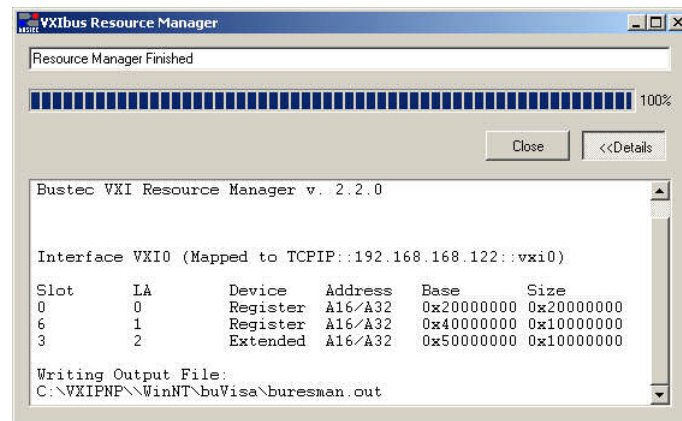 BUSTEC
VXIbus Resource Manager
Resource Manager Finished
100%
Close
<<Details
Bustec VXI Resource Manager v. 2.2.0
Interface VXI0 (Mapped to TCPIP::192.168.168.122::vxi0)
Slot LA Device Address Base Size
0 0 Register A16/A32 0x20000000 0x20000000
6 1 Register A16/A32 0x40000000 0x10000000
3 2 Extended A16/A32 0x50000000 0x10000000
Writing Output File:
C:\VXIPNP\\WinNT\buVisa\buresman.out